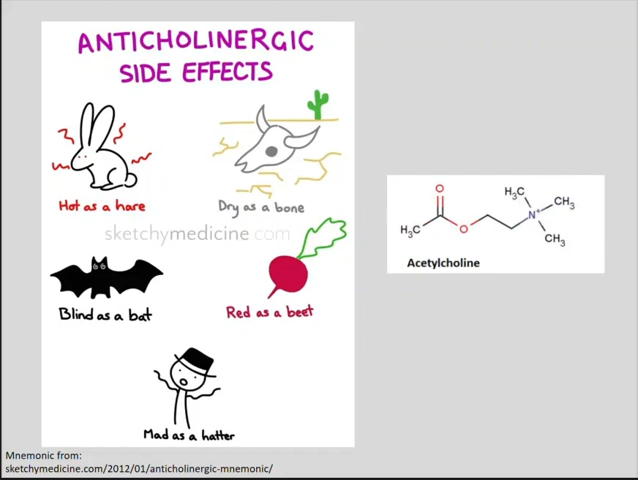 ANTICHOLINERGIC
SIDE EFFECTS
Hot as a hare
Dry as a bone
sketchymedicine.com
Blind as a bat
Red as a beet
Mad as a hatter
O
H₃C
O
H₃C
N⁺
CH₃
CH₃
Acetylcholine
Mnemonic from:
sketchymedicine.com/2012/01/anticholinergic-mnemonic/